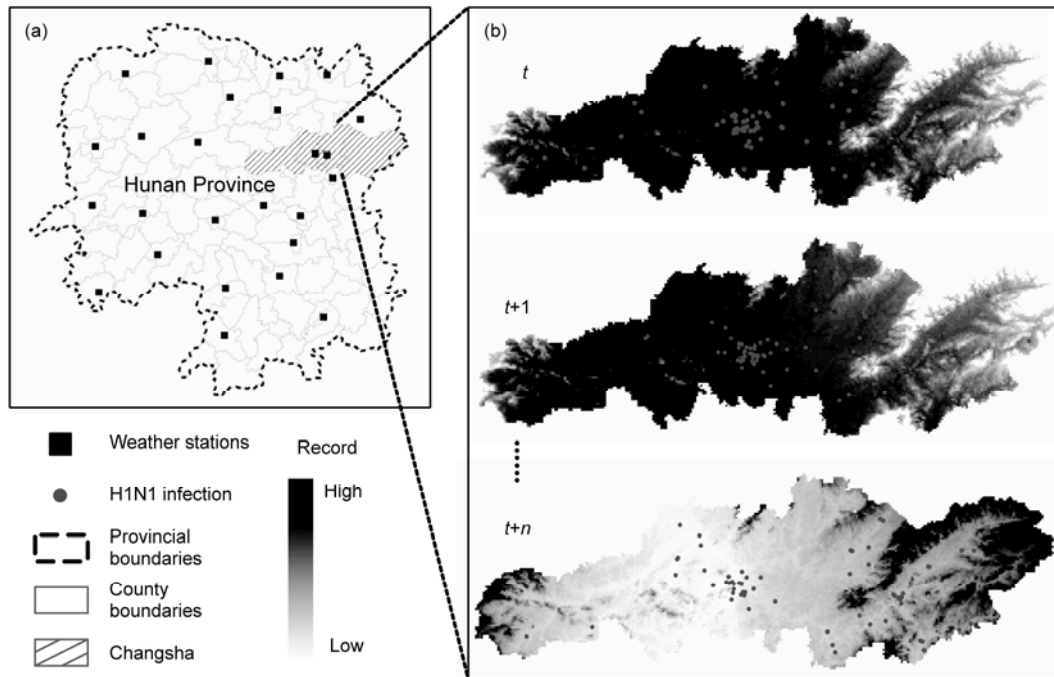 (a)
Hunan Province
Weather stations
H1N1 infection
Provincial
boundaries
County
boundaries
Changsha
Record
High
Low
(b)
t
t+1
t+n